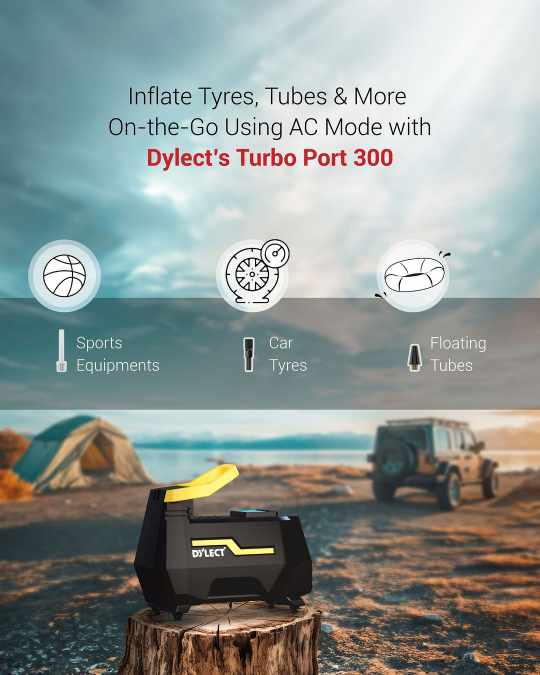 Inflate Tyres, Tubes & More
On-the-Go Using AC Mode with
Dylect's Turbo Port 300
Sports
Equipments
Car
Tyres
Floating
Tubes
DYLECT